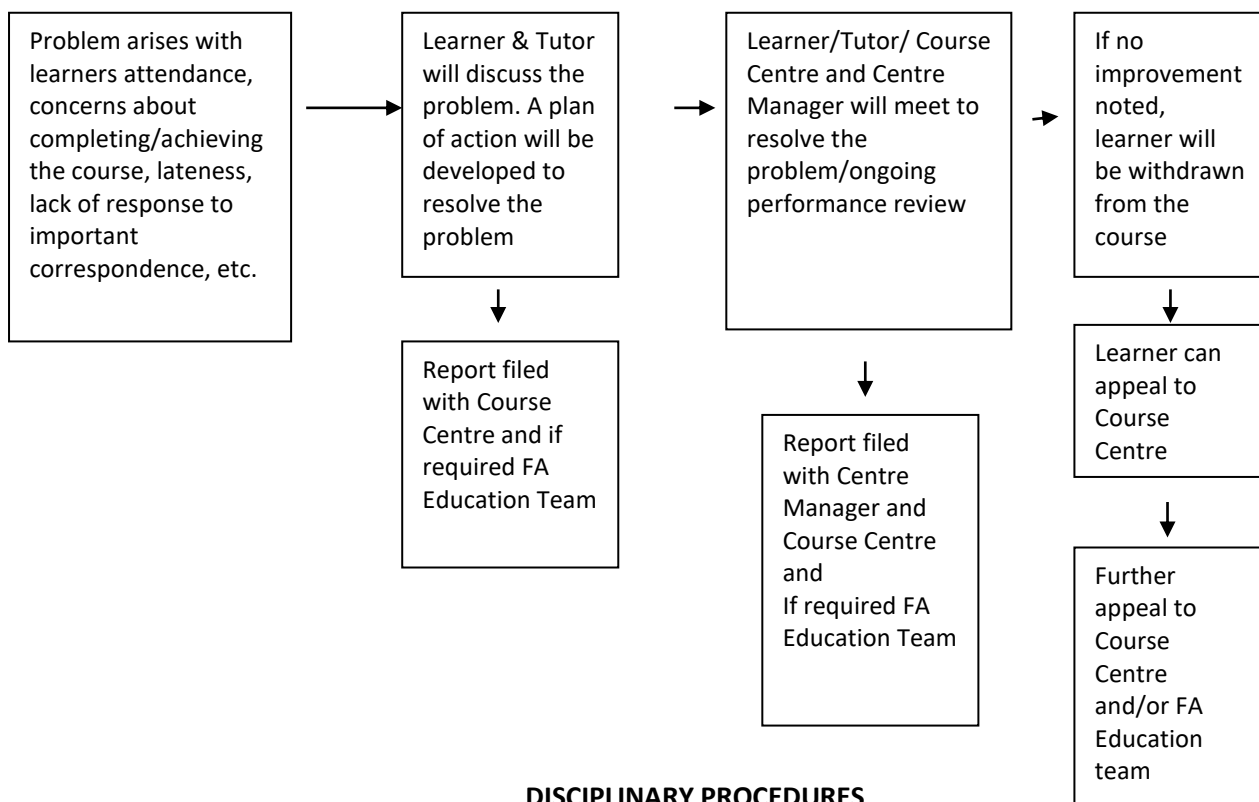 Problem arises with
learners attendance,
concerns about
completing/achieving
the course, lateness,
lack of response to
important
correspondence, etc.
Learner & Tutor
will discuss the
problem. A plan
of action will be
developed to
resolve the
problem
Report filed
with Course
Centre and if
required FA
Education Team
Learner/Tutor/ Course
Centre and Centre
Manager will meet to
resolve the
problem/ongoing
performance review
Report filed
with Centre
Manager and
Course Centre
and
If required FA
Education Team
If no
improvement
noted,
learner will
be withdrawn
from the
course
Learner can
appeal to
Course
Centre
Further
appeal to
Course
Centre
and/or FA
Education
team
DISCIPLINARY PROCEDURES